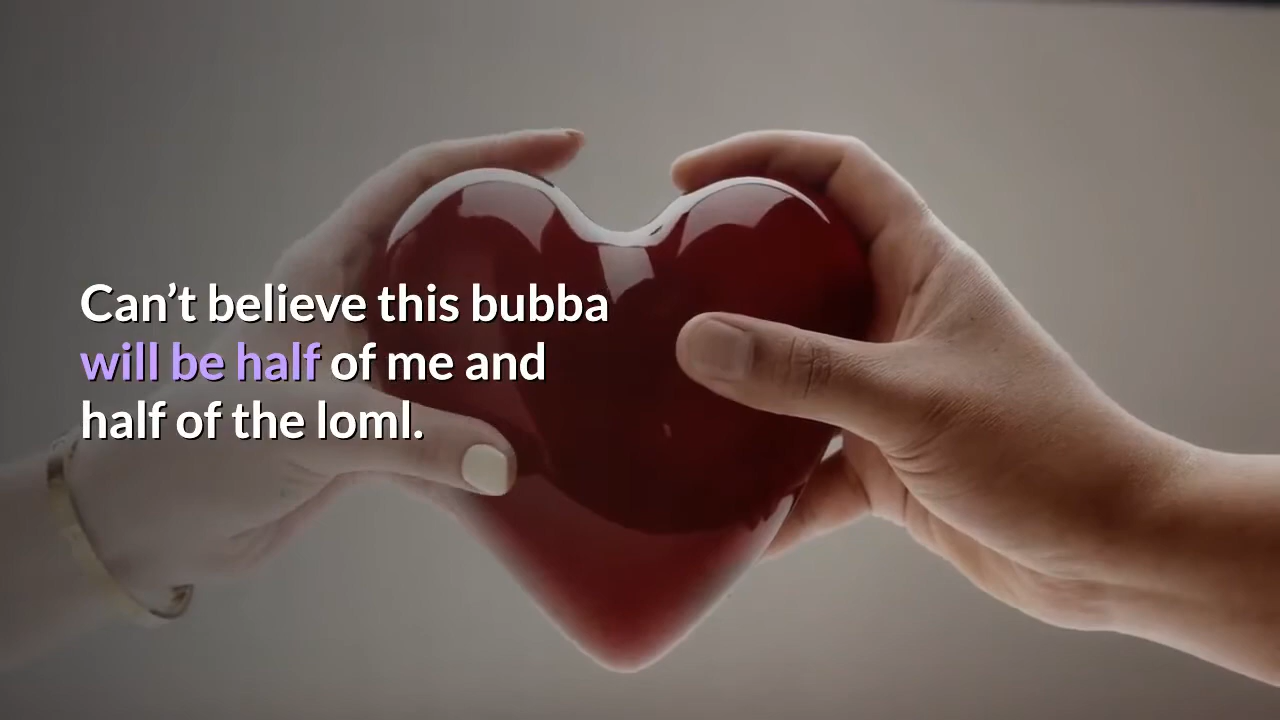 Can’t believe this bubba
will be half of me and
half of the loml.